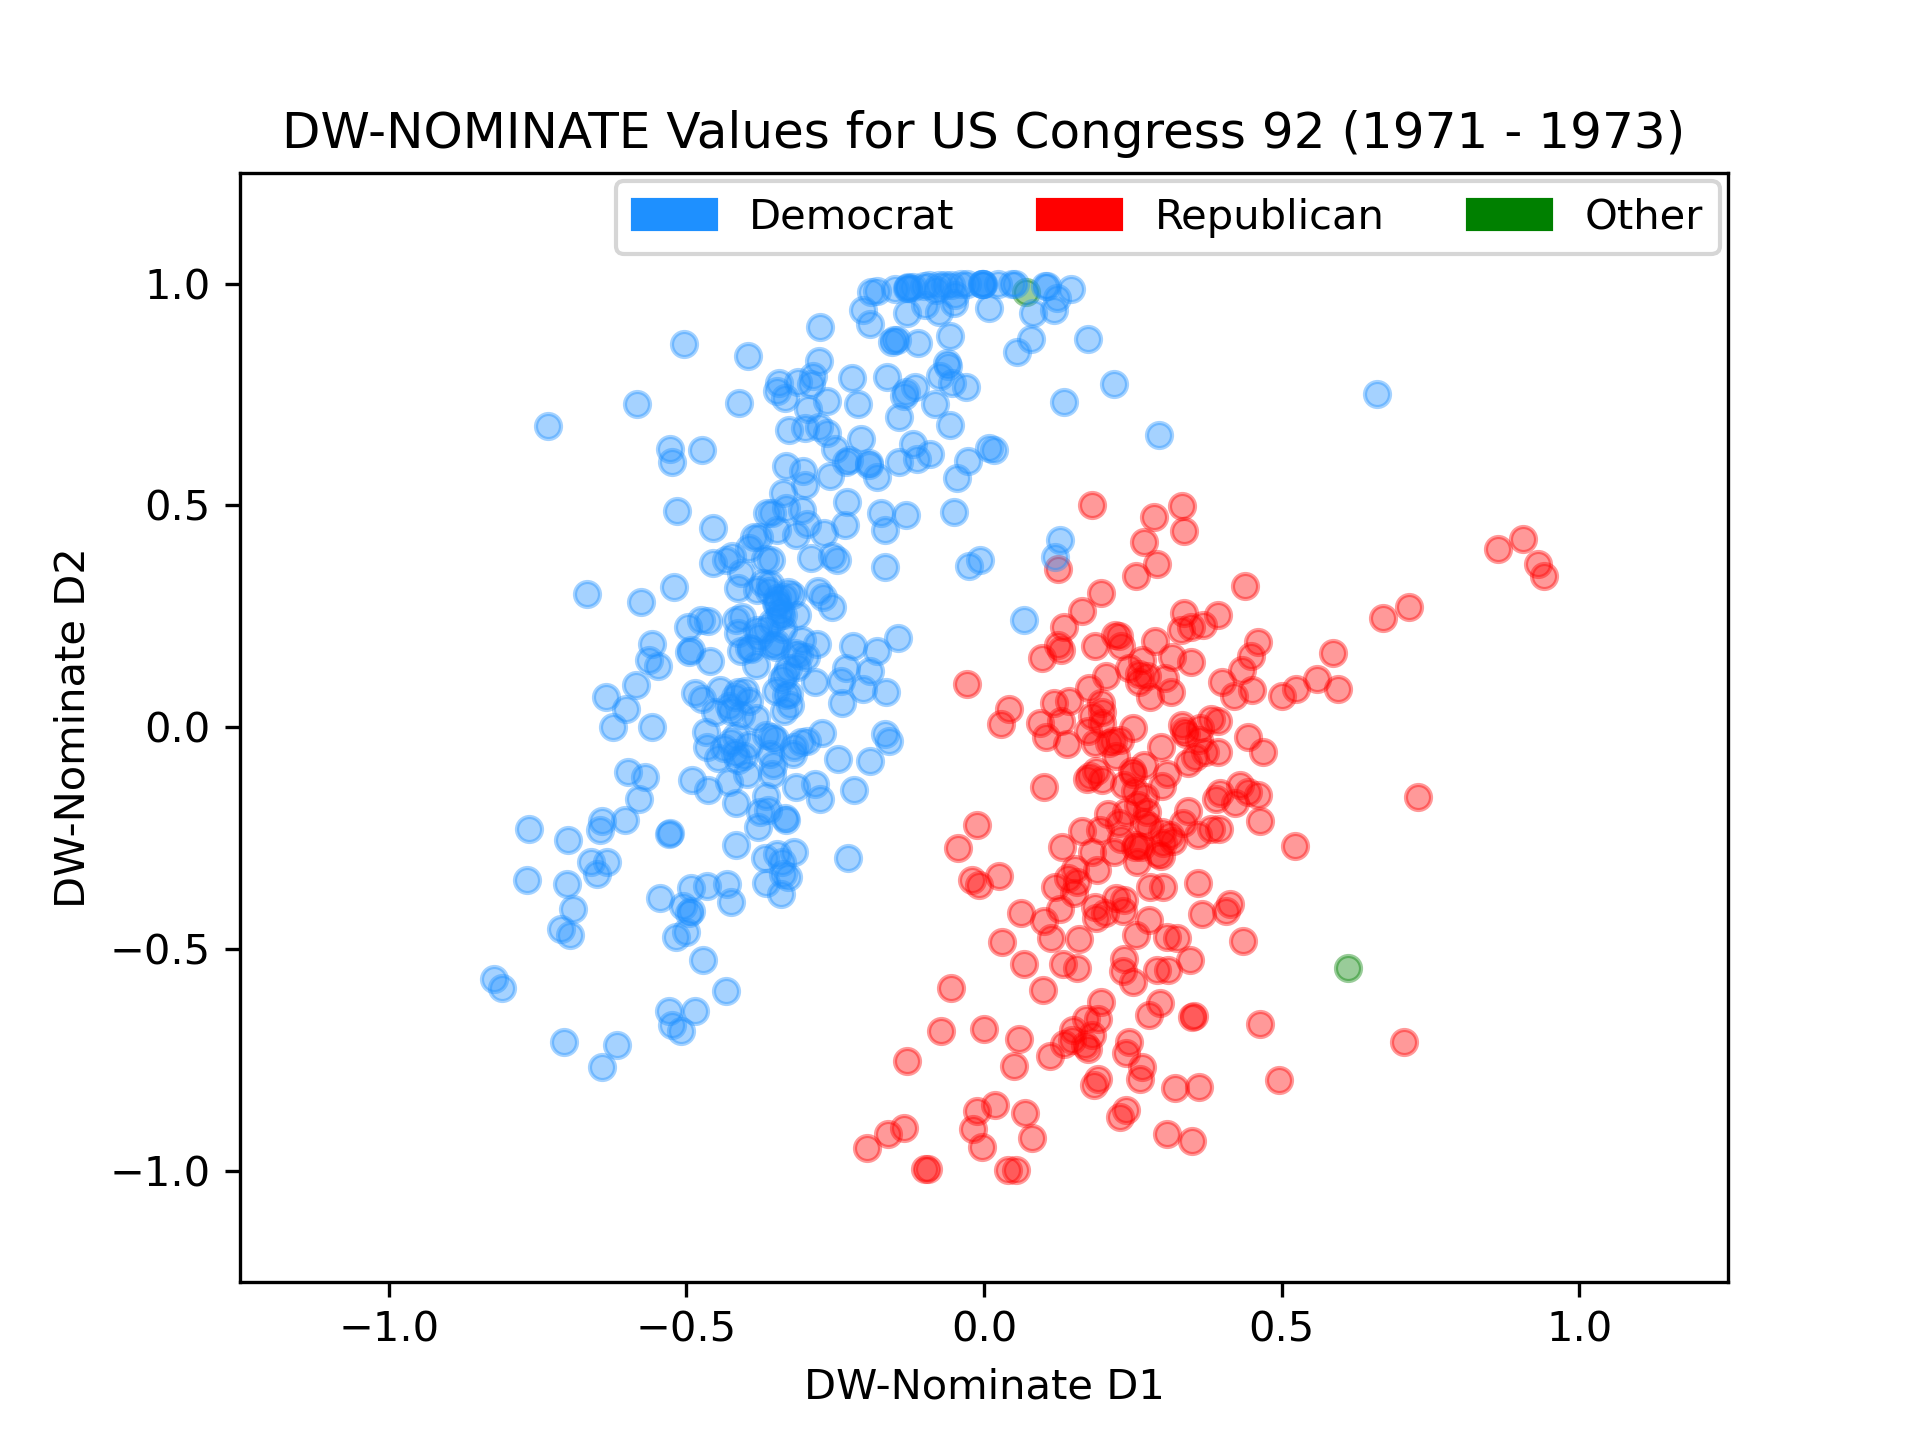 DW-NOMINATE Values for US Congress 92 (1971 - 1973)
Democrat Republican Other
1.0
0.5
0.0
−0.5
−1.0
DW-Nominate D2
−1.0 −0.5 0.0 0.5 1.0
DW-Nominate D1